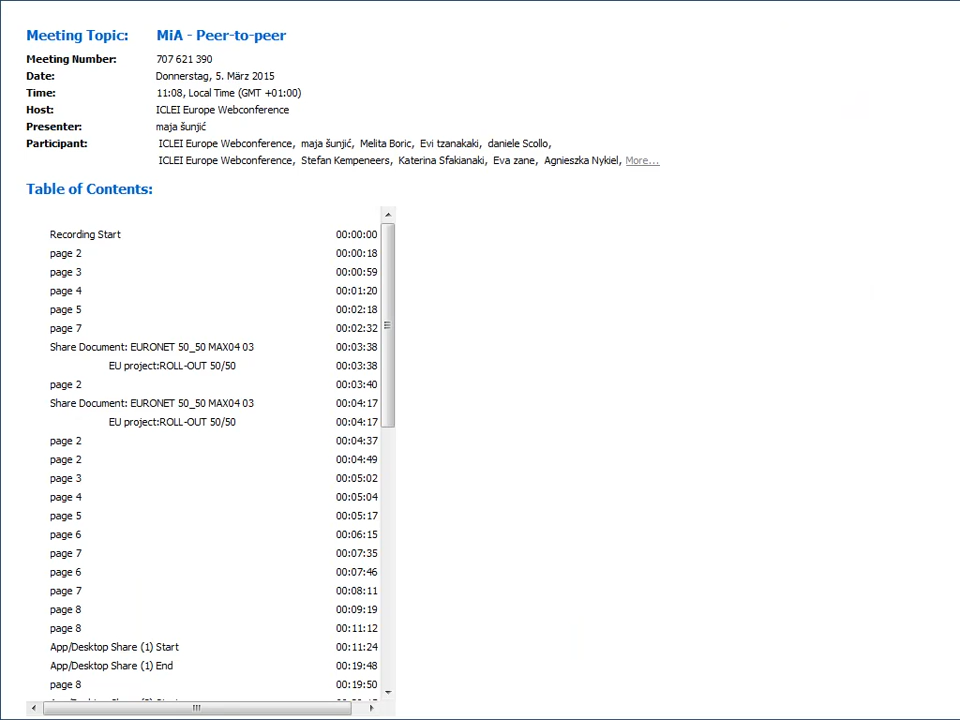 Meeting Topic: MiA - Peer-to-peer
Meeting Number: 707 621 390
Date: Donnerstag, 5. März 2015
Time: 11:08, Local Time (GMT +01:00)
Host: ICLEI Europe Webconference
Presenter: maja šunjić
Participant: ICLEI Europe Webconference, maja šunjić, Melita Boric, Evi tzanakaki, daniele Scollo,
ICLEI Europe Webconference, Stefan Kempeneers, Katerina Sfakianaki, Eva zane, Agnieszka Nykiel, More...
Table of Contents:
Recording Start 00:00:00
page 2 00:00:18
page 3 00:00:59
page 4 00:01:20
page 5 00:02:18
page 7 00:02:32
Share Document: EURONET 50_50 MAX04 03 00:03:38
EU project:ROLL-OUT 50/50 00:03:38
page 2 00:03:40
Share Document: EURONET 50_50 MAX04 03 00:04:17
EU project:ROLL-OUT 50/50 00:04:17
page 2 00:04:37
page 2 00:04:49
page 3 00:05:02
page 4 00:05:04
page 5 00:05:17
page 6 00:06:15
page 7 00:07:35
page 6 00:07:46
page 7 00:08:11
page 8 00:09:19
page 8 00:11:12
App/Desktop Share (1) Start 00:11:24
App/Desktop Share (1) End 00:19:48
page 8 00:19:50